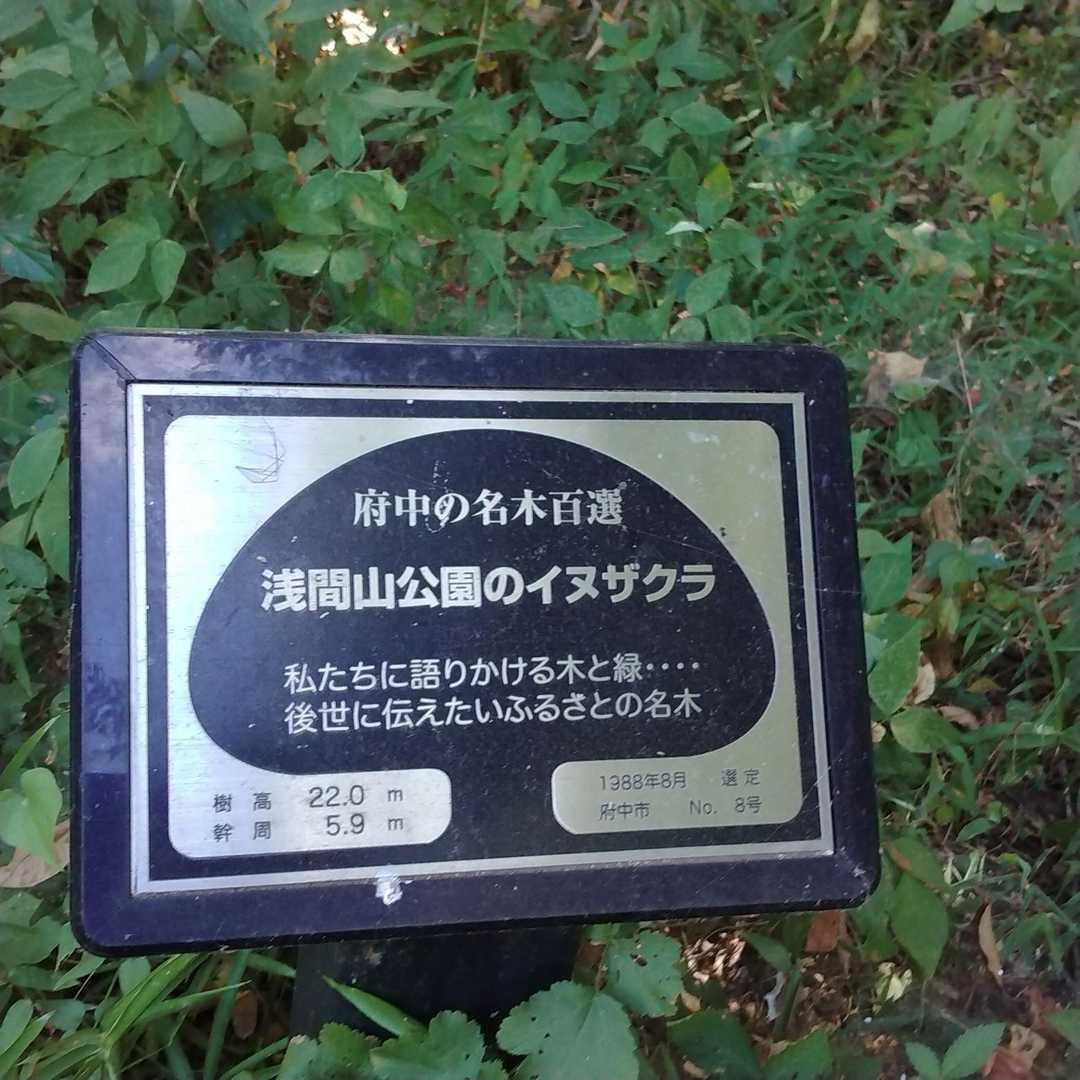 府中の名木百選
浅間山公園のイヌザクラ
私たちに語りかける木と緑‥‥
後世に伝えたいふるさとの名木
樹高 22.0 m
幹周 5.9 m
1988年8月 選定
府中市 No. 8号